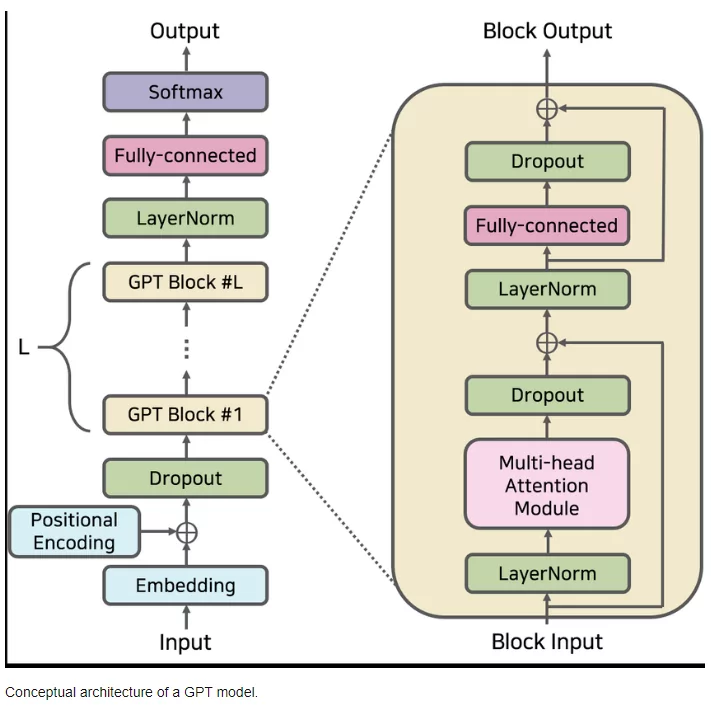 Output
Softmax
Fully-connected
LayerNorm
GPT Block #L
L
GPT Block #1
Dropout
Positional
Encoding
Embedding
Input
Block Output
Dropout
Fully-connected
LayerNorm
Dropout
Multi-head
Attention
Module
LayerNorm
Block Input
Conceptual architecture of a GPT model.